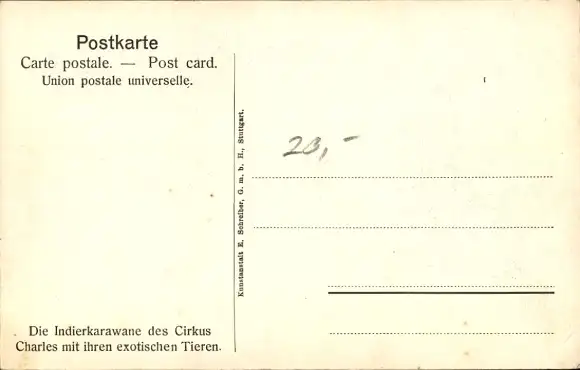 Postkarte
Carte postale. — Post card.
Union postale universelle.
Kunstanstalt E. Schreiber, G. m. b. H., Stuttgart.
23,-
Die Indierkarawane des Cirkus
Charles mit ihren exotischen Tieren.